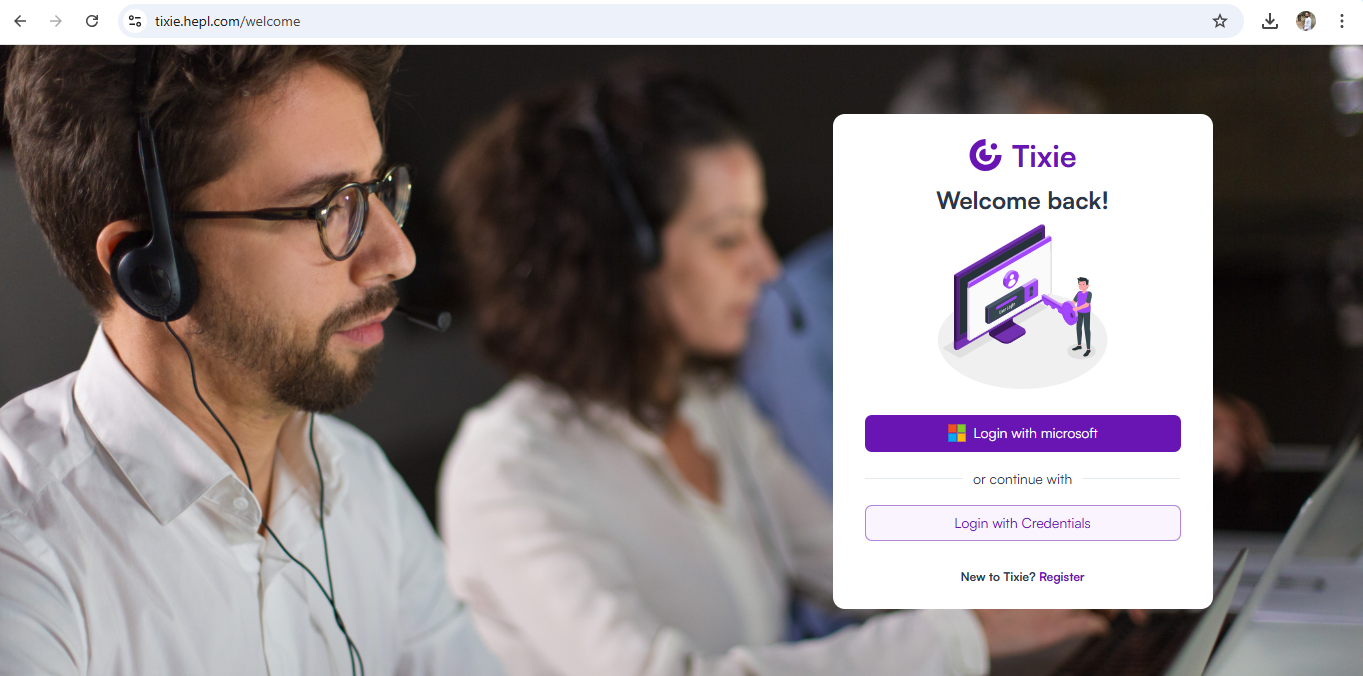 tixie.hepl.com/welcome
Tixie
Welcome back!
Login with microsoft
or continue with
Login with Credentials
New to Tixie? Register